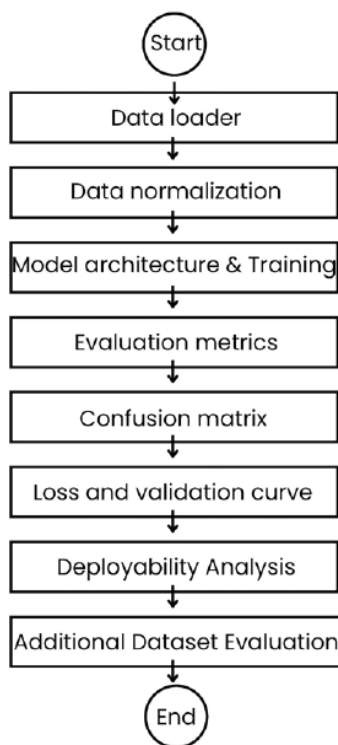 Start
Data loader
Data normalization
Model architecture & Training
Evaluation metrics
Confusion matrix
Loss and validation curve
Deployability Analysis
Additional Dataset Evaluation
End